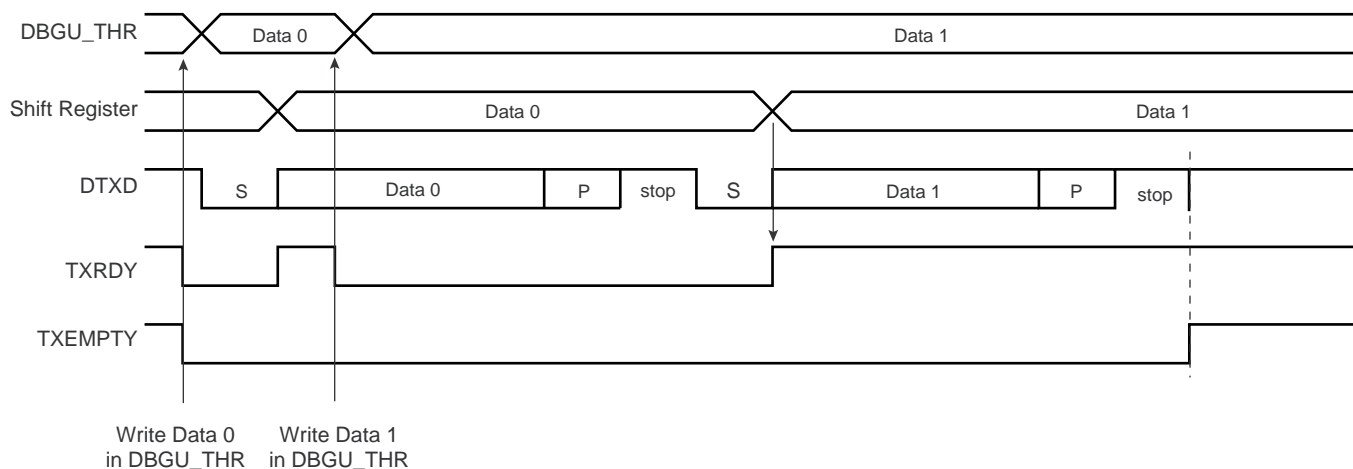 DBGU_THR
Data 0
Data 1
Shift Register
Data 0
Data 1
DTXD
S
Data 0
P
stop
S
Data 1
P
stop
TXRDY
TXEMPTY
Write Data 0
in DBGU_THR
Write Data 1
in DBGU_THR